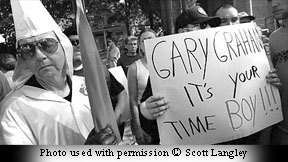 GARY GRAHAM
IT'S YOUR
TIME BOY!!!
Photo used with permission © Scott Langley